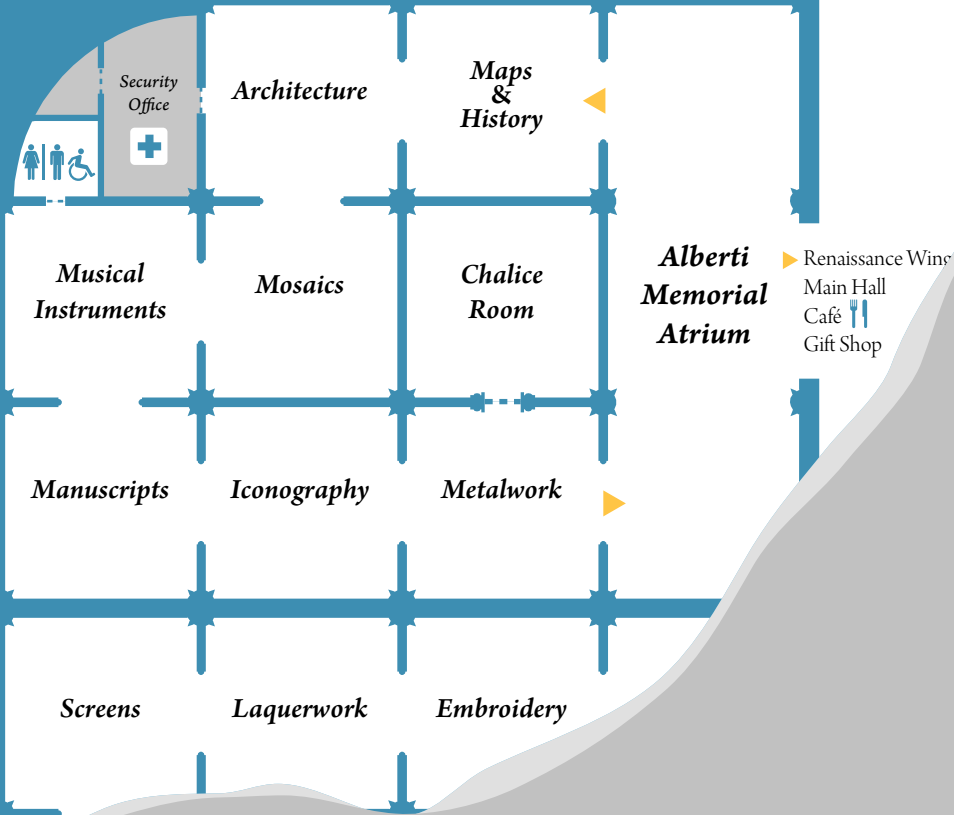 Security
Office
Architecture
Maps
&
History
Musical
Instruments
Mosaics
Chalice
Room
Alberti
Memorial
Atrium
Renaissance Wing
Main Hall
Café
Gift Shop
Manuscripts
Iconography
Metalwork
Screens
Laquerwork
Embroidery